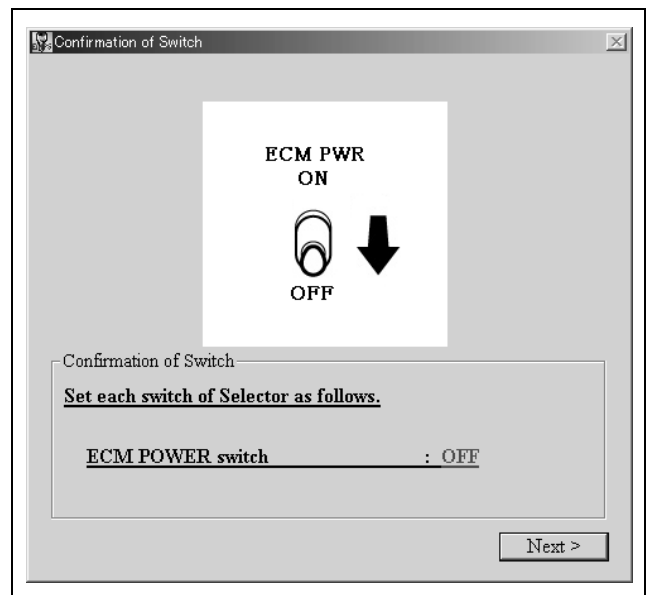 Confirmation of Switch
ECM PWR
ON
OFF
Confirmation of Switch
Set each switch of Selector as follows.
ECM POWER switch : OFF
Next >